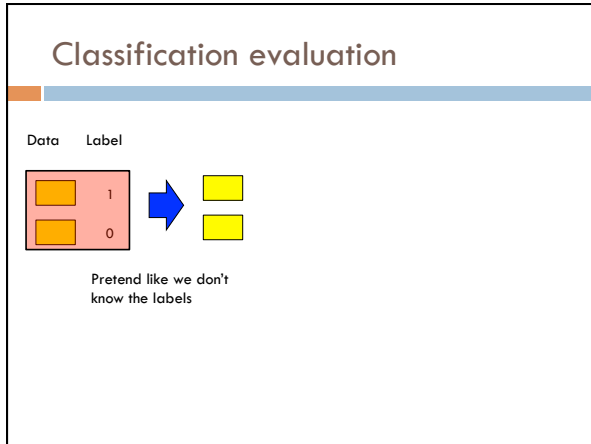 Classification evaluation
Data Label
1
0
Pretend like we don't
know the labels